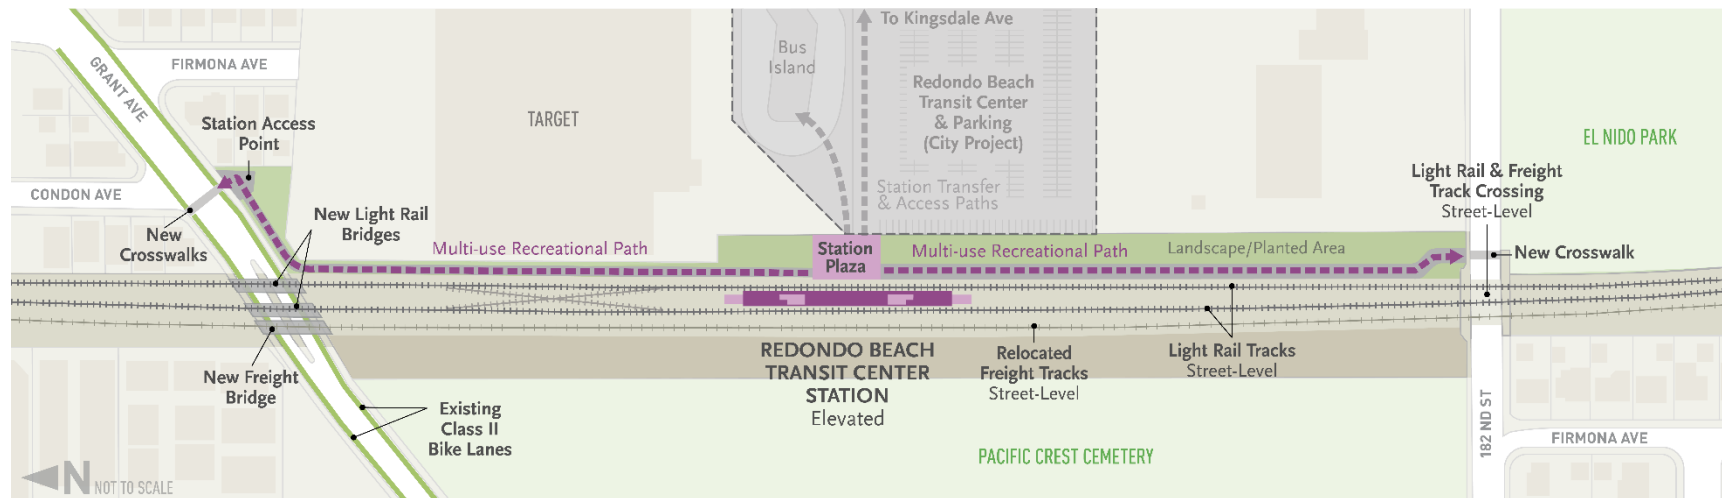 To Kingsdale Ave
Bus
Island
GRANT AVE
FIRMONA AVE
Redondo Beach
Transit Center
& Parking
(City Project)
TARGET
Station Access
Point
EL NIDO PARK
Light Rail & Freight
Track Crossing
Street-Level
CONDON AVE
Station Transfer
& Access Paths
New Light Rail
Bridges
New
Crosswalks
Multi-use Recreational Path
Station
Plaza
Multi-use Recreational Path
Landscape/Planted Area
New Crosswalk
REDONDO BEACH
TRANSIT CENTER
STATION
Elevated
Relocated
Freight Tracks
Street-Level
Light Rail Tracks
Street-Level
New Freight
Bridge
Existing
Class II
Bike Lanes
182 ND ST
FIRMONA AVE
PACIFIC CREST CEMETERY
N NOT TO SCALE